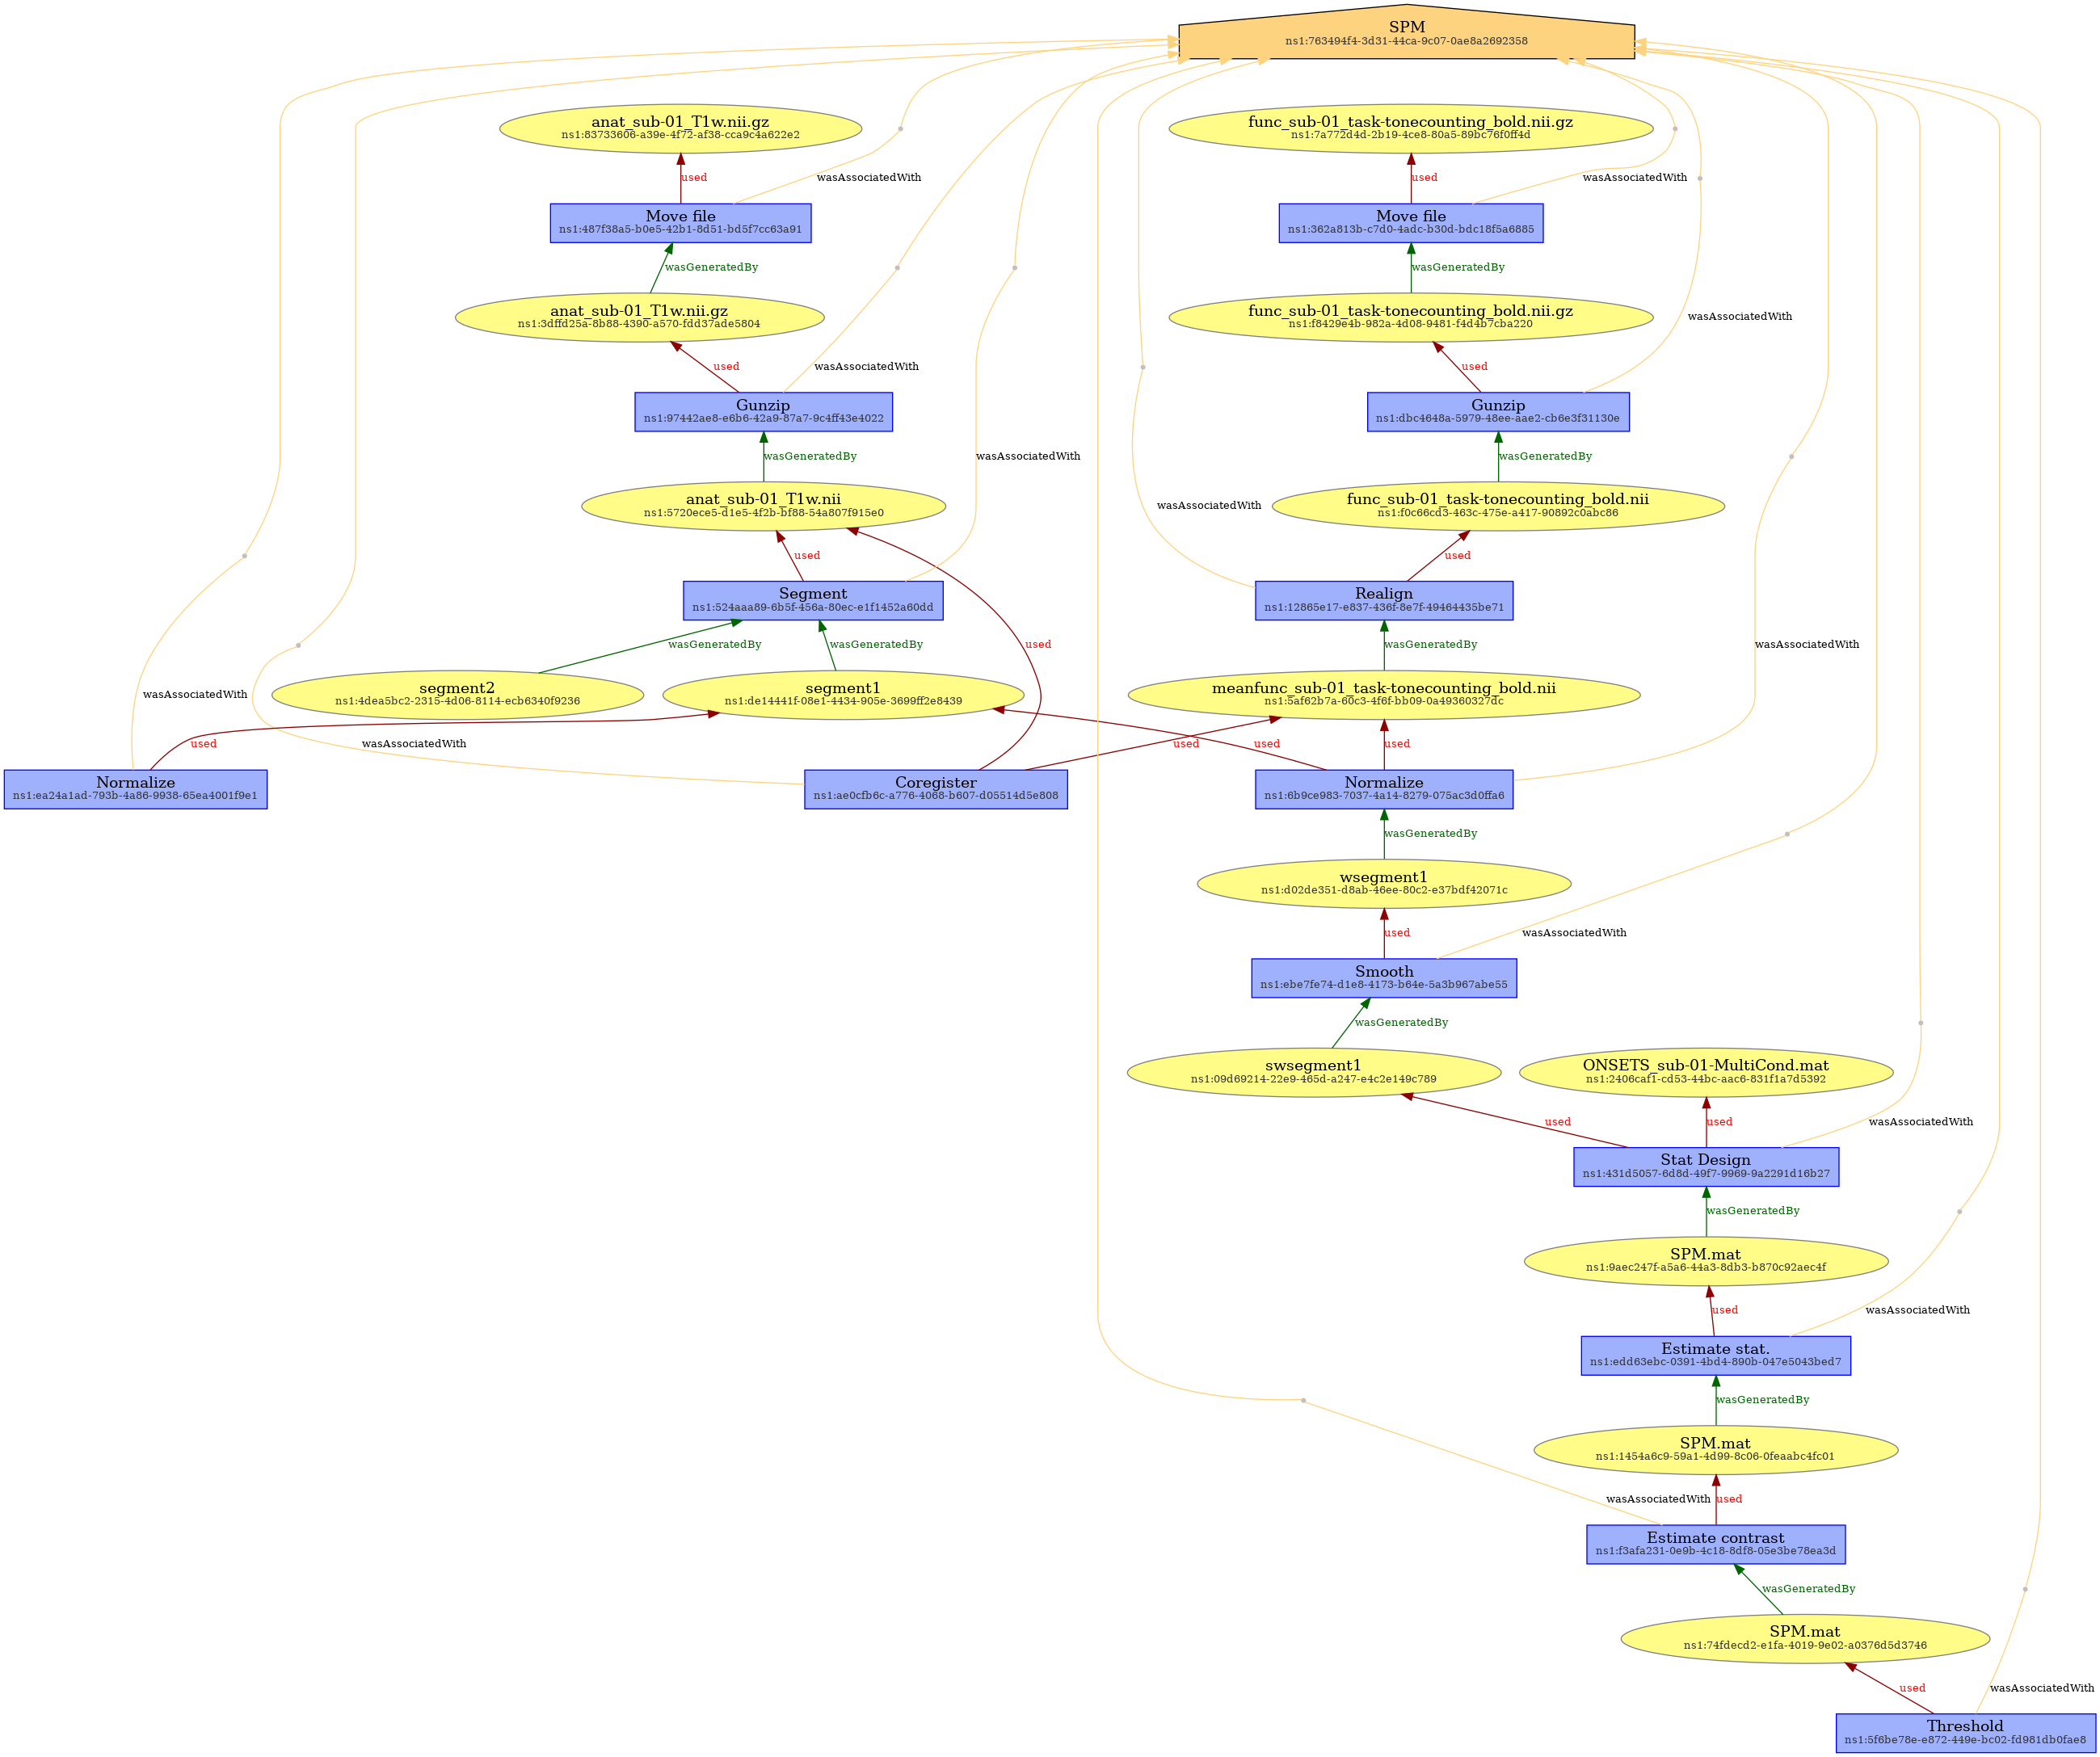 SPM
ns1:763494f4-3d31-44ca-9c07-0ae8a2692358
anat_sub-01_T1w.nii.gz
ns1:83733606-a39e-4f72-af38-cca9c4a622e2
func_sub-01_task-tonecounting_bold.nii.gz
ns1:7a772d4d-2b19-4ce8-80a5-89bc76f0ff4d
used
wasAssociatedWith
used
wasAssociatedWith
Move file
ns1:487f38a5-b0e5-42b1-8d51-bd5f7cc63a91
Move file
ns1:362a813b-c7d0-4adc-b30d-bdc18f5a6885
wasGeneratedBy
wasGeneratedBy
anat_sub-01_T1w.nii.gz
ns1:3dffd25a-8b88-4390-a570-fdd37ade5804
func_sub-01_task-tonecounting_bold.nii.gz
ns1:f8429e4b-982a-4d08-9481-f4d4b7cba220
wasAssociatedWith
used
wasAssociatedWith
used
Gunzip
ns1:97442ae8-e6b6-42a9-87a7-9c4ff43e4022
Gunzip
ns1:dbc4648a-5979-48ee-aae2-cb6e3f31130e
wasGeneratedBy
wasAssociatedWith
wasGeneratedBy
anat_sub-01_T1w.nii
ns1:5720ece5-d1e5-4f2b-bf88-54a807f915e0
wasAssociatedWith
func_sub-01_task-tonecounting_bold.nii
ns1:f0c66cd3-463c-475e-a417-90892c0abc86
used
used
Segment
ns1:524aaa89-6b5f-456a-80ec-e1f1452a60dd
Realign
ns1:12865e17-e837-436f-8e7f-49464435be71
wasGeneratedBy
wasGeneratedBy
used
wasGeneratedBy
wasAssociatedWith
wasAssociatedWith
segment2
ns1:4dea5bc2-2315-4d06-8114-ecb6340f9236
segment1
ns1:de14441f-08e1-4434-905e-3699ff2e8439
meanfunc_sub-01_task-tonecounting_bold.nii
ns1:5af62b7a-60c3-4f6f-bb09-0a49360327dc
used
wasAssociatedWith
used
used
used
Normalize
ns1:ea24a1ad-793b-4a86-9938-65ea4001f9e1
Coregister
ns1:ae0cfb6c-a776-4068-b607-d05514d5e808
Normalize
ns1:6b9ce983-7037-4a14-8279-075ac3d0ffa6
wasGeneratedBy
wsegment1
ns1:d02de351-d8ab-46ee-80c2-e37bdf42071c
used
wasAssociatedWith
Smooth
ns1:ebe7fe74-d1e8-4173-b64e-5a3b967abe55
wasGeneratedBy
swsegment1
ns1:09d69214-22e9-465d-a247-e4c2e149c789
ONSETS_sub-01-MultiCond.mat
ns1:2406caf1-cd53-44bc-aac6-831f1a7d5392
used
used
wasAssociatedWith
Stat Design
ns1:431d5057-6d8d-49f7-9969-9a2291d16b27
wasGeneratedBy
SPM.mat
ns1:9aec247f-a5a6-44a3-8db3-b870c92aec4f
used
wasAssociatedWith
Estimate stat.
ns1:edd63ebc-0391-4bd4-890b-047e5043bed7
wasGeneratedBy
SPM.mat
ns1:1454a6c9-59a1-4d99-8c06-0feaabc4fc01
wasAssociatedWith
used
Estimate contrast
ns1:f3afa231-0e9b-4c18-8df8-05e3be78ea3d
wasGeneratedBy
SPM.mat
ns1:74fdecd2-e1fa-4019-9e02-a0376d5d3746
used
wasAssociatedWith
Threshold
ns1:5f6be78e-e872-449e-bc02-fd981db0fae8